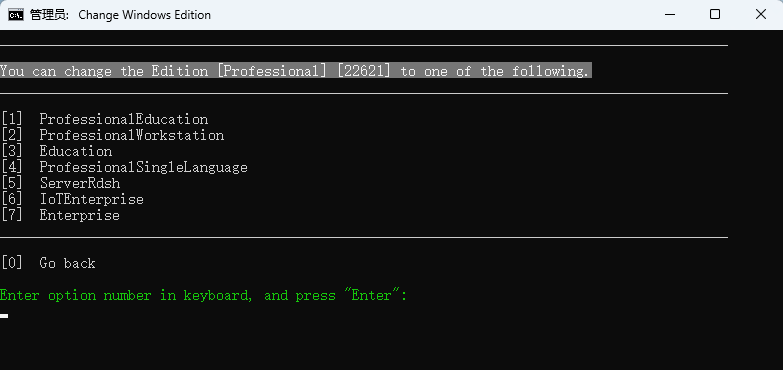 管理员: Change Windows Edition
You can change the Edition [Professional] [22621] to one of the following.
[1] ProfessionalEducation
[2] ProfessionalWorkstation
[3] Education
[4] ProfessionalSingleLanguage
[5] ServerRdsh
[6] IoTEnterprise
[7] Enterprise
[0] Go back
Enter option number in keyboard, and press "Enter":